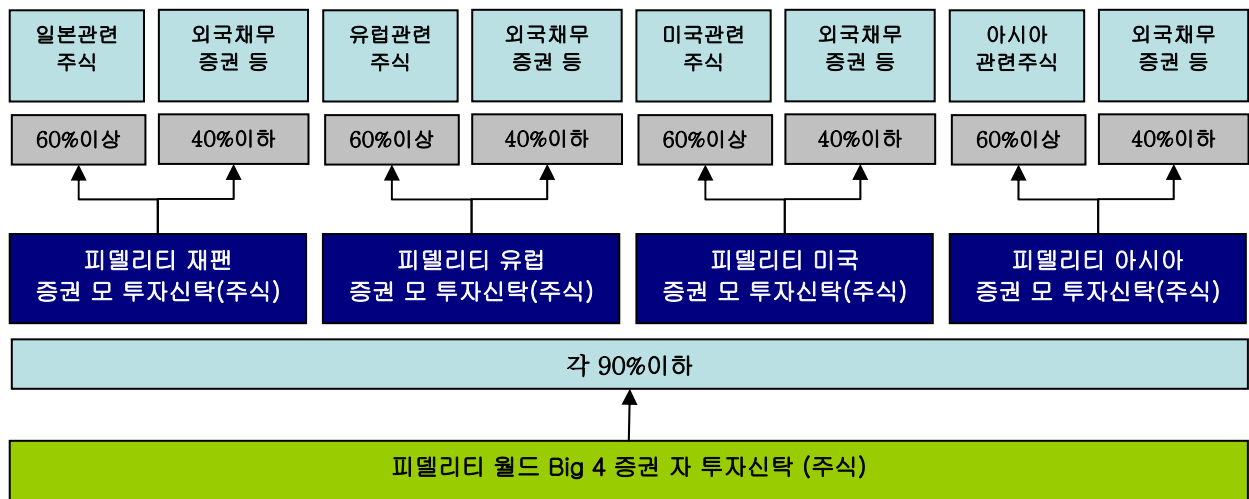 일본관련
주식
외국채무
증권 등
유럽관련
주식
외국채무
증권 등
미국관련
주식
외국채무
증권 등
아시아
관련주식
외국채무
증권 등
60%이상
40%이하
60%이상
40%이하
60%이상
40%이하
60%이상
40%이하
피델리티 재팬
증권 모 투자신탁(주식)
피델리티 유럽
증권 모 투자신탁(주식)
피델리티 미국
증권 모 투자신탁(주식)
피델리티 아시아
증권 모 투자신탁(주식)
각 90%이하
피델리티 월드 Big 4 증권 자 투자신탁 (주식)